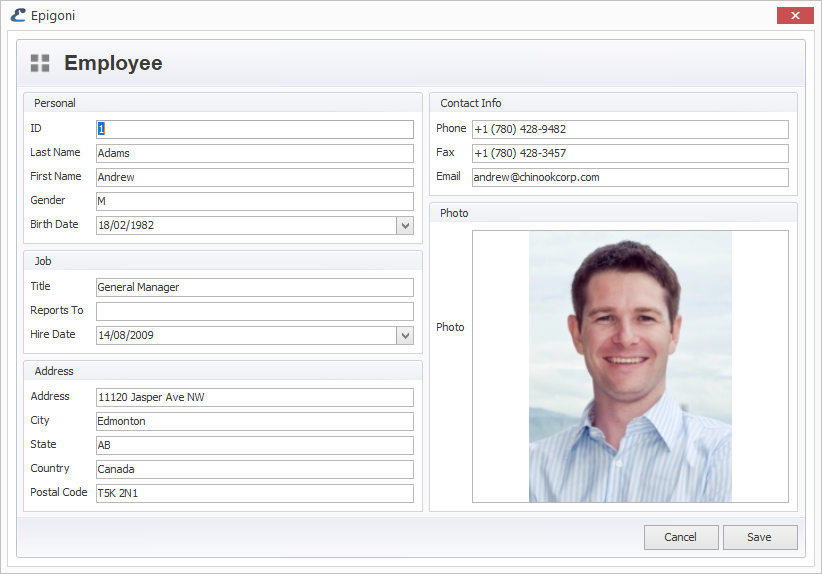 Epigoni
Employee
Personal
ID 1
Last Name Adams
First Name Andrew
Gender M
Birth Date 18/02/1982
Job
Title General Manager
Reports To
Hire Date 14/08/2009
Address
Address 11120 Jasper Ave NW
City Edmonton
State AB
Country Canada
Postal Code T5K 2N1
Contact Info
Phone +1 (780) 428-9482
Fax +1 (780) 428-3457
Email andrew@chinookcorp.com
Photo
Photo
Cancel Save